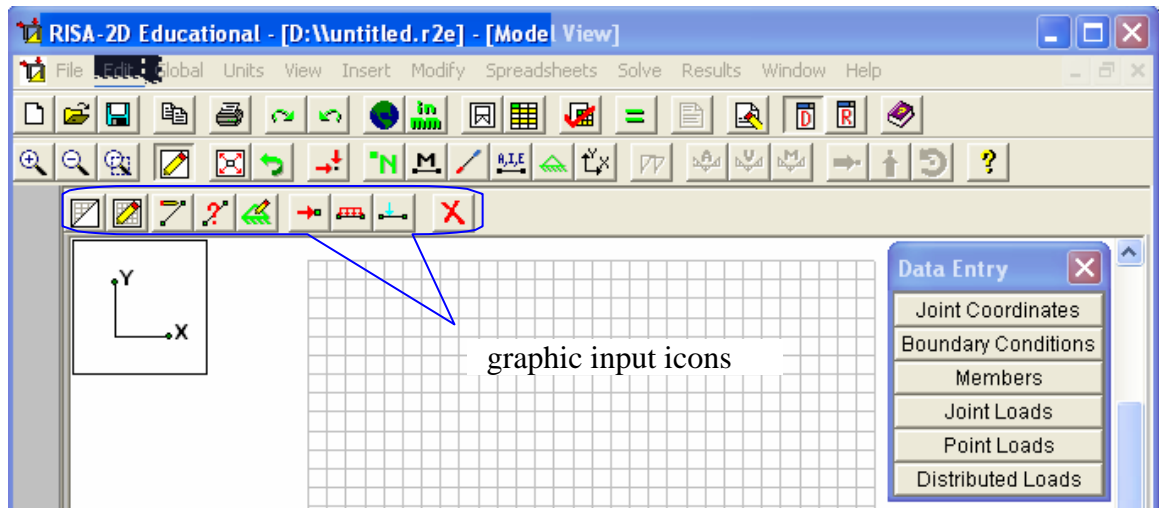 RISA-2D Educational - [D:\\untitled.r2e] - [Model View]
File Edit Global Units View Insert Modify Spreadsheets Solve Results Window Help
in mm D R
N M A,I,E Y X A V M ?
?
Y
X
graphic input icons
Data Entry
Joint Coordinates
Boundary Conditions
Members
Joint Loads
Point Loads
Distributed Loads